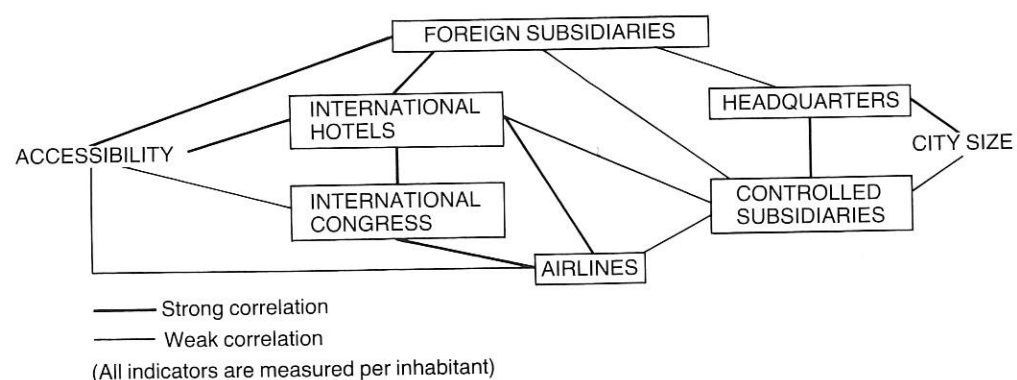 FOREIGN SUBSIDIARIES
INTERNATIONAL
HOTELS
HEADQUARTERS
ACCESSIBILITY
CITY SIZE
INTERNATIONAL
CONGRESS
CONTROLLED
SUBSIDIARIES
AIRLINES
Strong correlation
Weak correlation
(All indicators are measured per inhabitant)